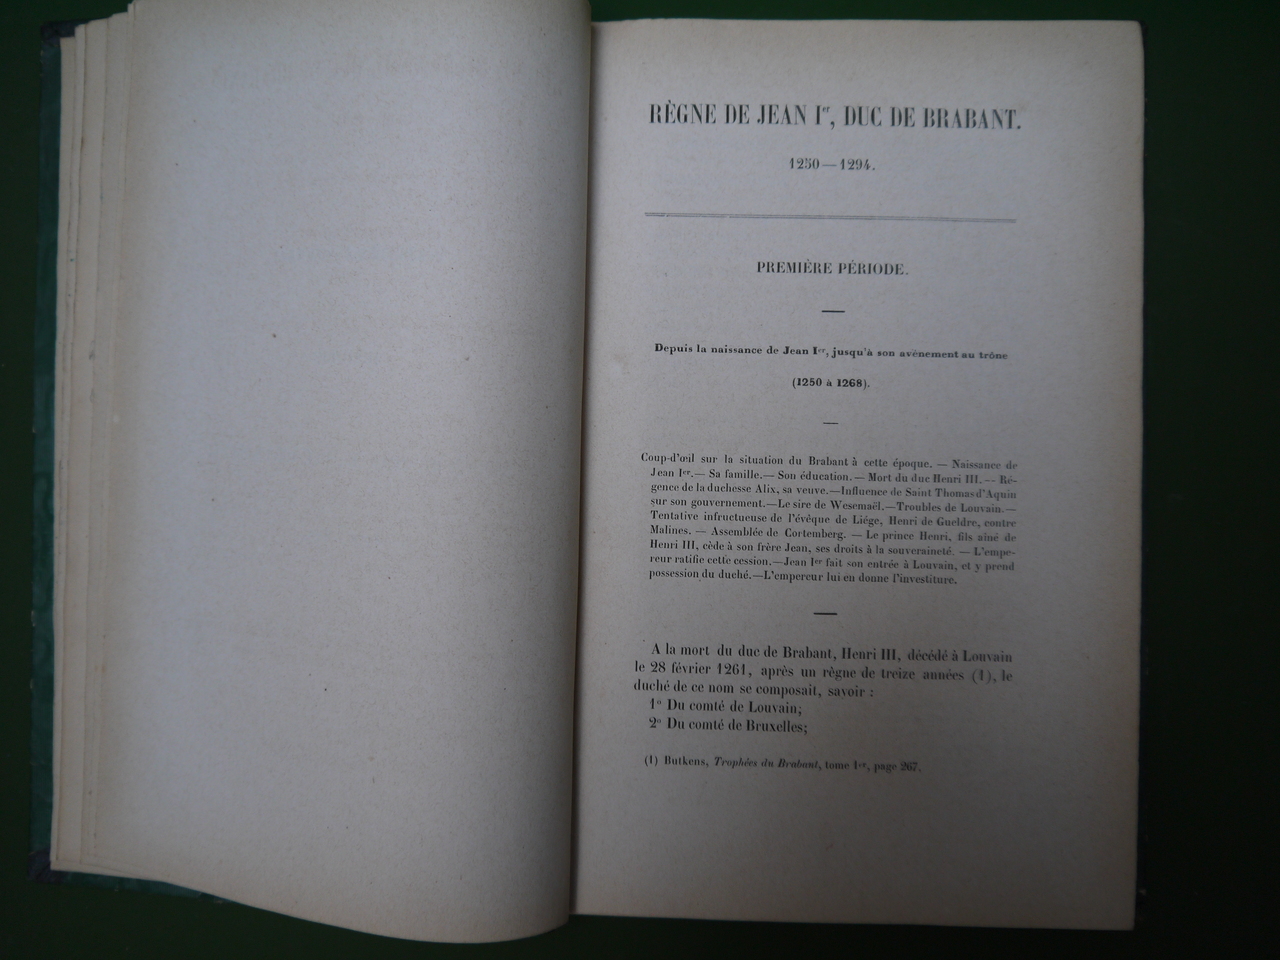 RÈGNE DE JEAN Ier, DUC DE BRABANT.
1250—1294.
PREMIÈRE PÉRIODE.
Depuis la naissance de Jean Ier, jusqu'à son avénement au trône
(1250 à 1268).
Coup-d'œil sur la situation du Brabant à cette époque. — Naissance de
Jean Ier.— Sa famille.— Son éducation. — Mort du duc Henri III.— Ré-
gence de la duchesse Alix, sa veuve.—Influence de Saint Thomas d'Aquin
sur son gouvernement.—Le sire de Wesemaël.—Troubles de Louvain.—
Tentative infructueuse de l'évêque de Liége, Henri de Gueldre, contre
Malines. — Assemblée de Cortemberg. — Le prince Henri, fils aîné de
Henri III, cède à son frère Jean, ses droits à la souveraineté. — L'empe-
reur ratifie cette cession.—Jean Ier fait son entrée à Louvain, et y prend
possession du duché.—L'empereur lui en donne l'investiture.
A la mort du duc de Brabant, Henri III, décédé à Louvain
le 28 février 1261, après un règne de treize années (1), le
duché de ce nom se composait, savoir :
1º Du comté de Louvain;
2º Du comté de Bruxelles;
(1) Butkens, Trophées du Brabant, tome 1er, page 267.